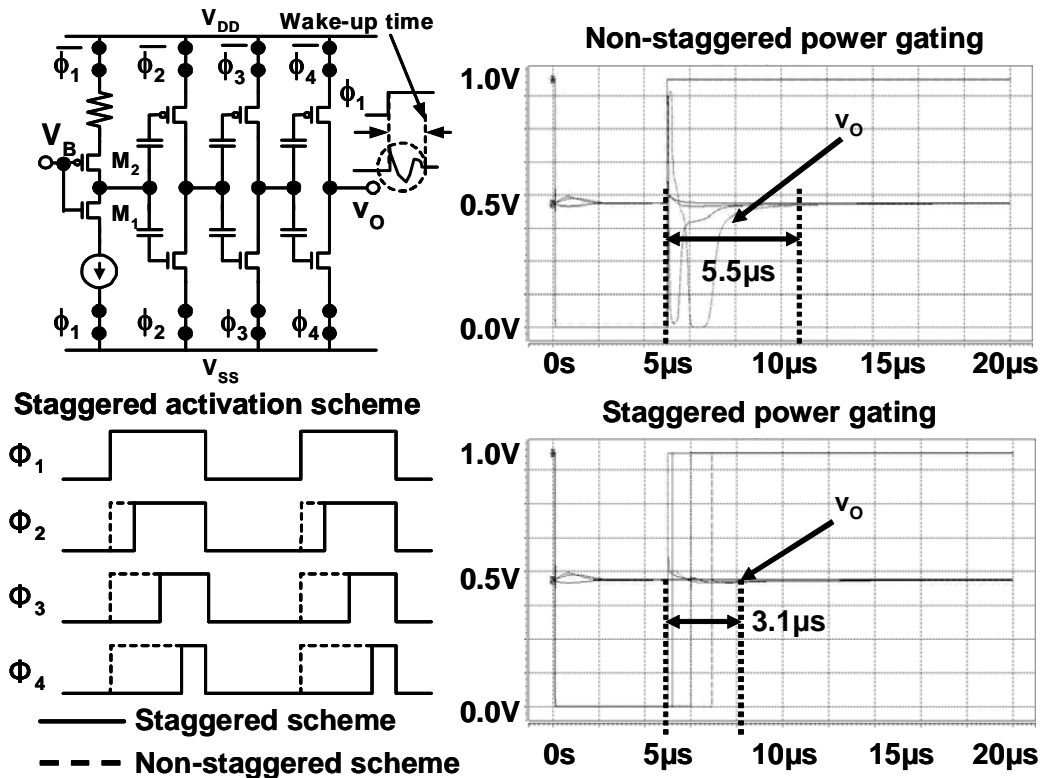 V_DD
Wake-up time
ϕ̅₁ ϕ̅₂ ϕ̅₃ ϕ̅₄
ϕ₁
V_B
M₂
M₁
v_O
ϕ₁ ϕ₂ ϕ₃ ϕ₄
V_SS
Staggered activation scheme
Φ₁
Φ₂
Φ₃
Φ₄
Staggered scheme
Non-staggered scheme
Non-staggered power gating
1.0V
0.5V
0.0V
v_O
5.5µs
0s 5µs 10µs 15µs 20µs
Staggered power gating
1.0V
0.5V
0.0V
v_O
3.1µs
0s 5µs 10µs 15µs 20µs